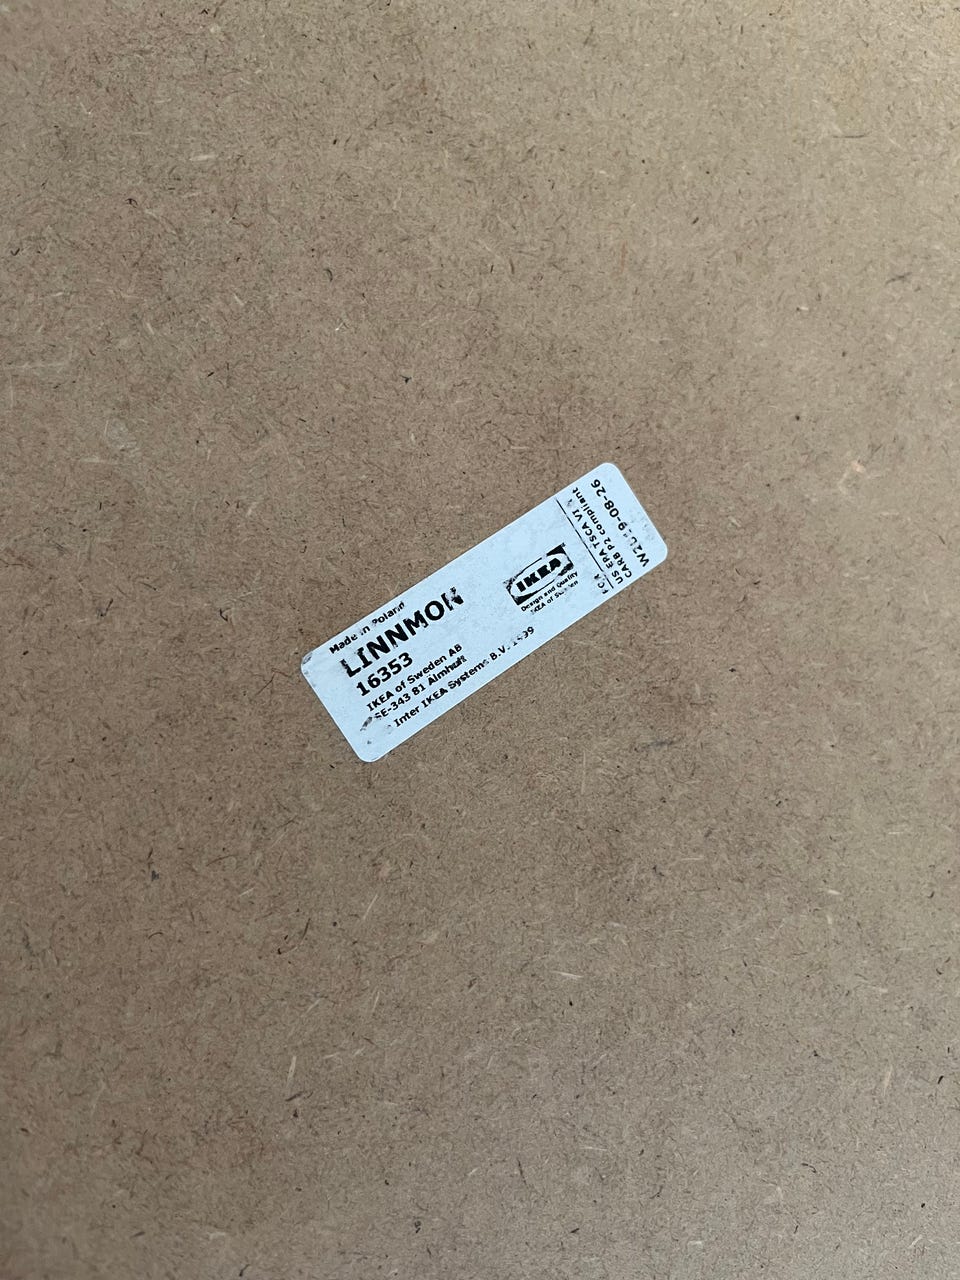 Made in Poland
LINNMON
16353
IKEA of Sweden AB
SE-343 81 Älmhult
Inter IKEA Systems B.V.
IKEA
Design and Quality
IKEA of Sweden
US EPA TSCA VI
CARB P2 compliant